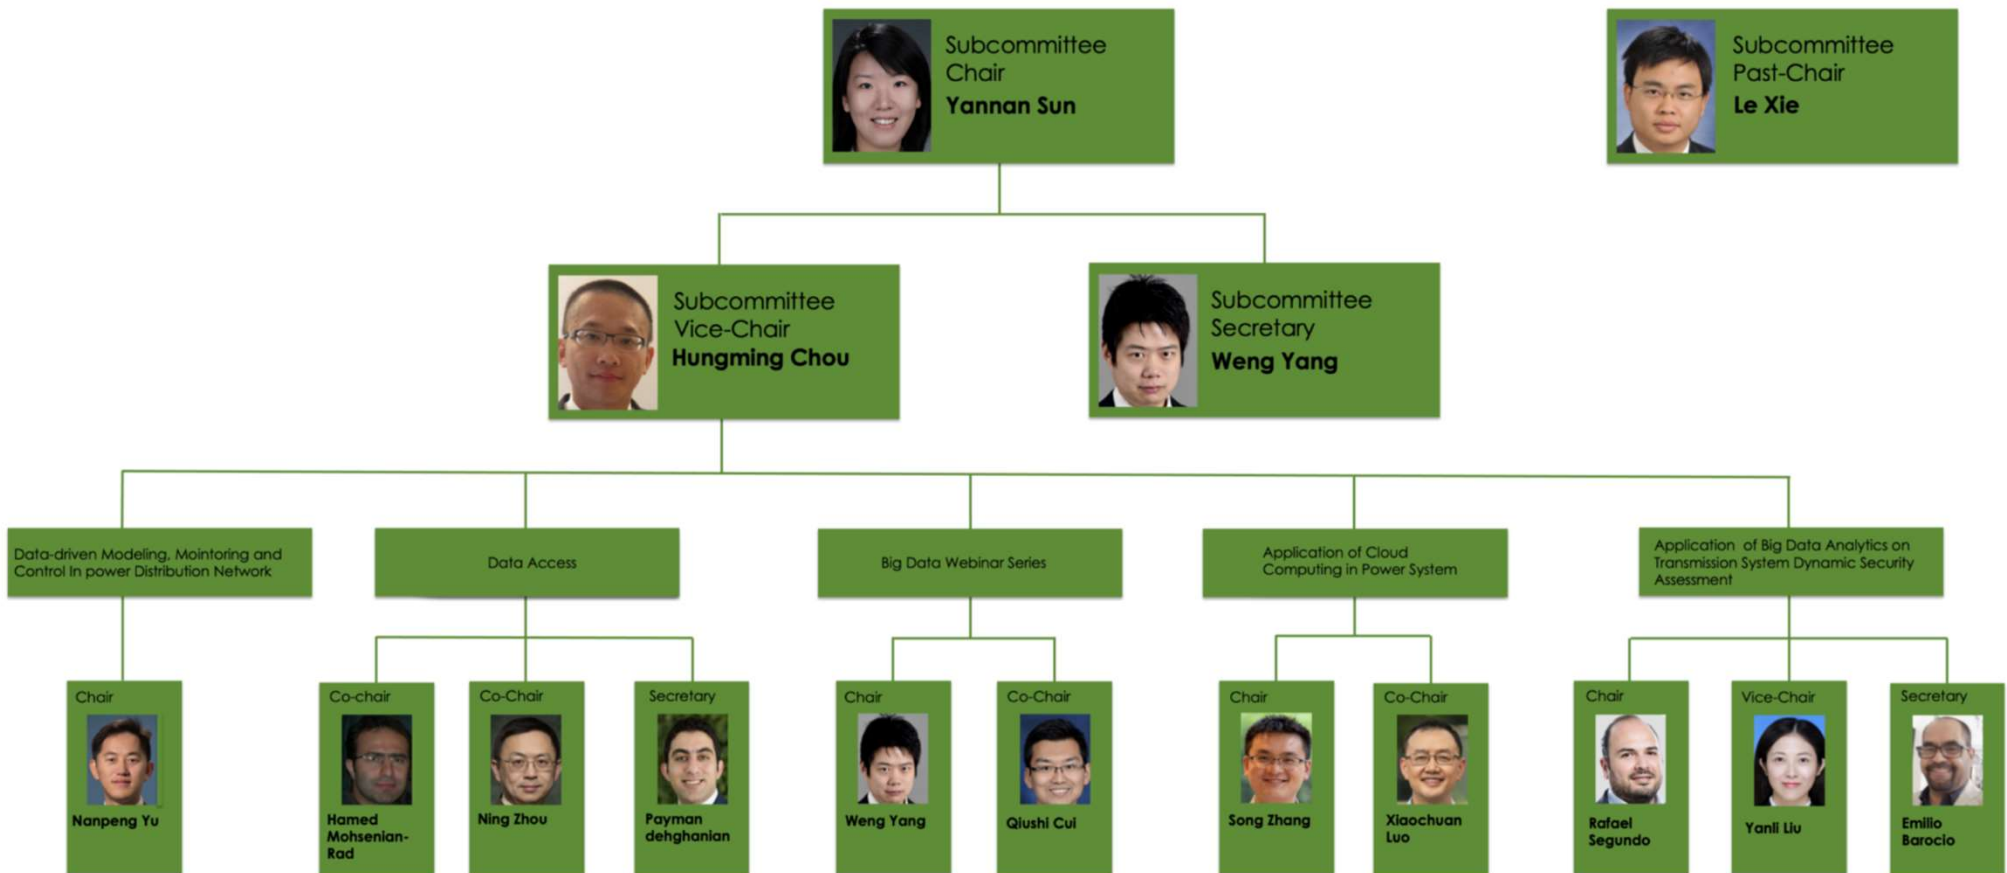 Subcommittee
Chair
Yannan Sun
Subcommittee
Past-Chair
Le Xie
Subcommittee
Vice-Chair
Hungming Chou
Subcommittee
Secretary
Weng Yang
Data-driven Modeling, Mointoring and
Control In power Distribution Network
Data Access
Big Data Webinar Series
Application of Cloud
Computing in Power System
Application of Big Data Analytics on
Transmission System Dynamic Security
Assessment
Chair
Nanpeng Yu
Co-chair
Hamed
Mohsenian-
Rad
Co-Chair
Ning Zhou
Secretary
Payman
dehghanian
Chair
Weng Yang
Co-Chair
Qiushi Cui
Chair
Song Zhang
Co-Chair
Xiaochuan
Luo
Chair
Rafael
Segundo
Vice-Chair
Yanli Liu
Secretary
Emilio
Barocio